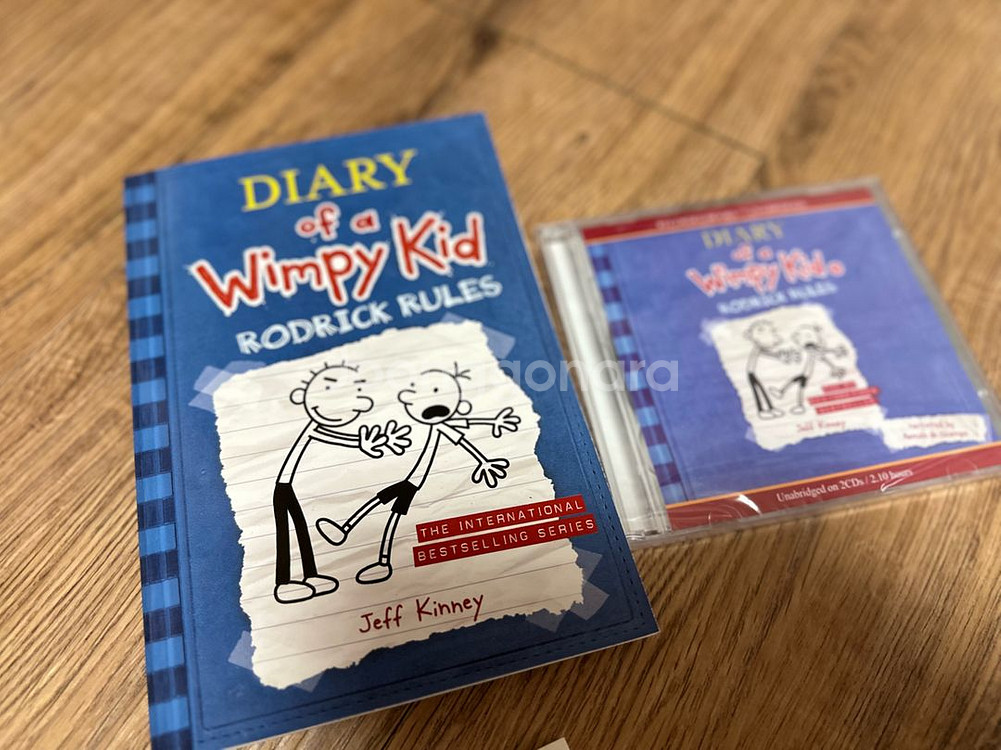 DIARY
of a
Wimpy Kid
RODRICK RULES
THE INTERNATIONAL
BESTSELLING SERIES
Jeff Kinney
DIARY
of a
Wimpy Kid
RODRICK RULES
Jeff Kinney
Unabridged on 2CDs / 2.10 hours